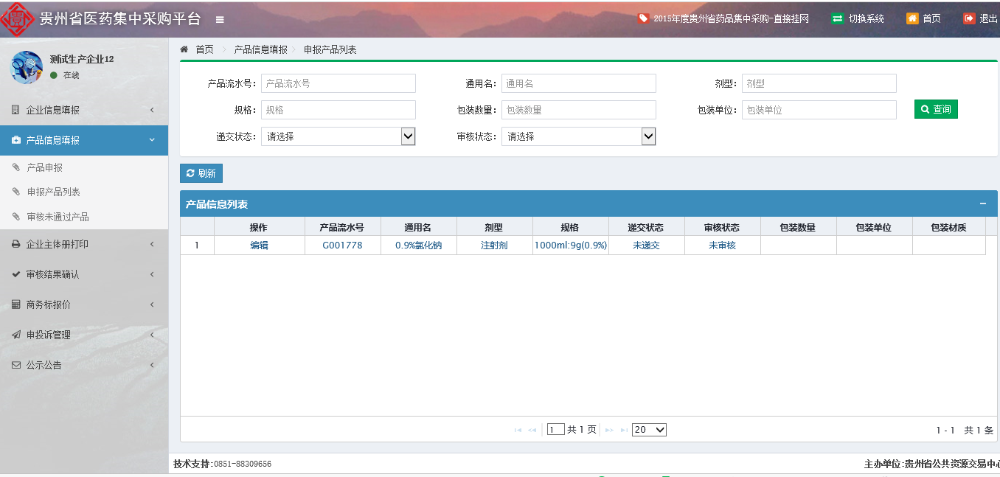 贵州省医药集中采购平台 2015年度贵州省药品集中采购-直接挂网 切换系统 首页 退出
测试生产企业12
在线
企业信息填报
产品信息填报
产品申报
申报产品列表
审核未通过产品
企业主体册打印
审核结果确认
商务标报价
申投诉管理
公示公告
首页 产品信息填报 申报产品列表
产品流水号: 产品流水号 通用名: 通用名 剂型: 剂型
规格: 规格 包装数量: 包装数量 包装单位: 包装单位 查询
递交状态: 请选择 审核状态: 请选择
刷新
产品信息列表
操作 产品流水号 通用名 剂型 规格 递交状态 审核状态 包装数量 包装单位 包装材质
1 编辑 G001778 0.9%氯化钠 注射剂 1000ml:9g(0.9%) 未递交 未审核
1 共 1 页 20 1 - 1 共 1 条
技术支持:0851-88309656 主办单位:贵州省公共资源交易中心